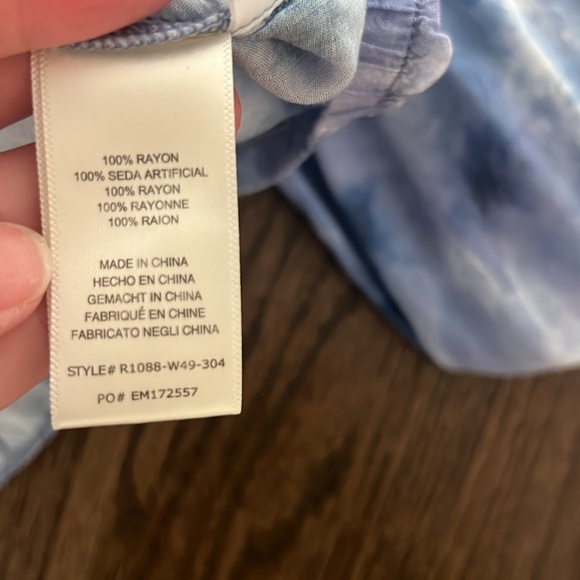 100% RAYON
100% SEDA ARTIFICIAL
100% RAYON
100% RAYONNE
100% RAION
MADE IN CHINA
HECHO EN CHINA
GEMACHT IN CHINA
FABRIQUÉ EN CHINE
FABRICATO NEGLI CHINA
STYLE# R1088-W49-304
PO# EM172557